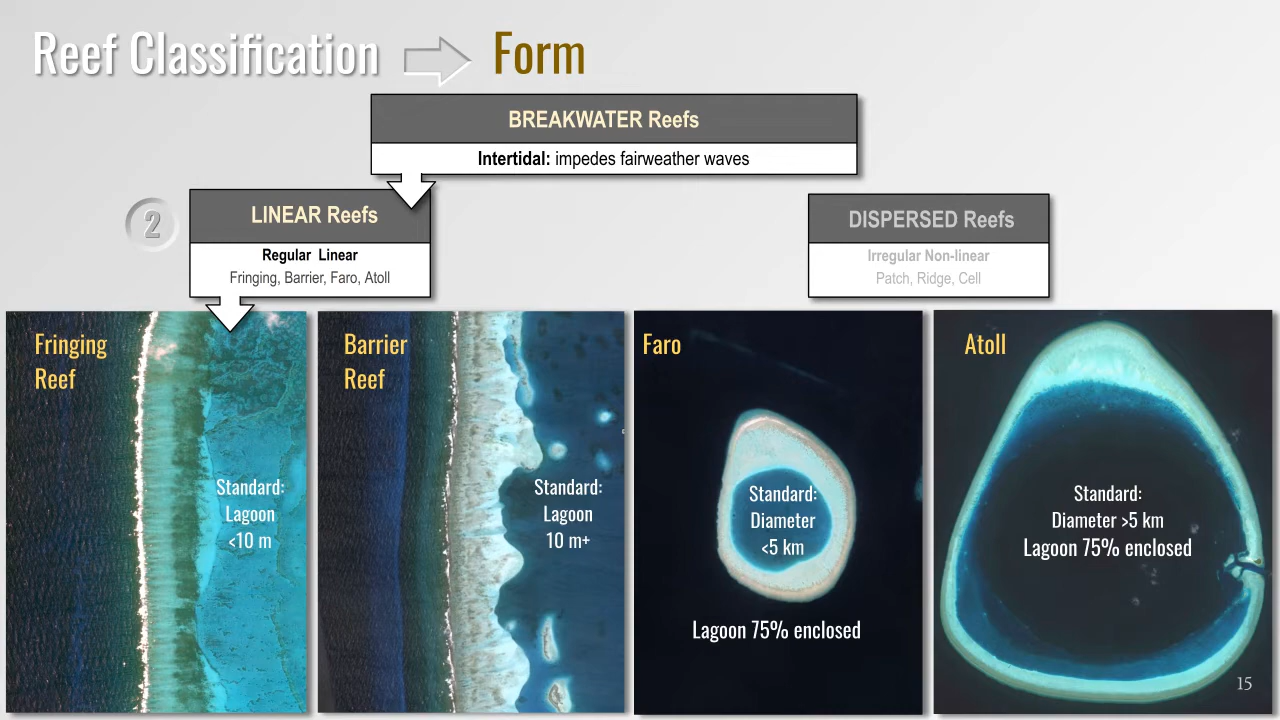 Reef Classification Form
BREAKWATER Reefs
Intertidal: impedes fairweather waves
2
LINEAR Reefs
Regular Linear
Fringing, Barrier, Faro, Atoll
DISPERSED Reefs
Irregular Non-linear
Patch, Ridge, Cell
Fringing
Reef
Standard:
Lagoon
<10 m
Barrier
Reef
Standard:
Lagoon
10 m+
Faro
Standard:
Diameter
<5 km
Lagoon 75% enclosed
Atoll
Standard:
Diameter >5 km
Lagoon 75% enclosed
15